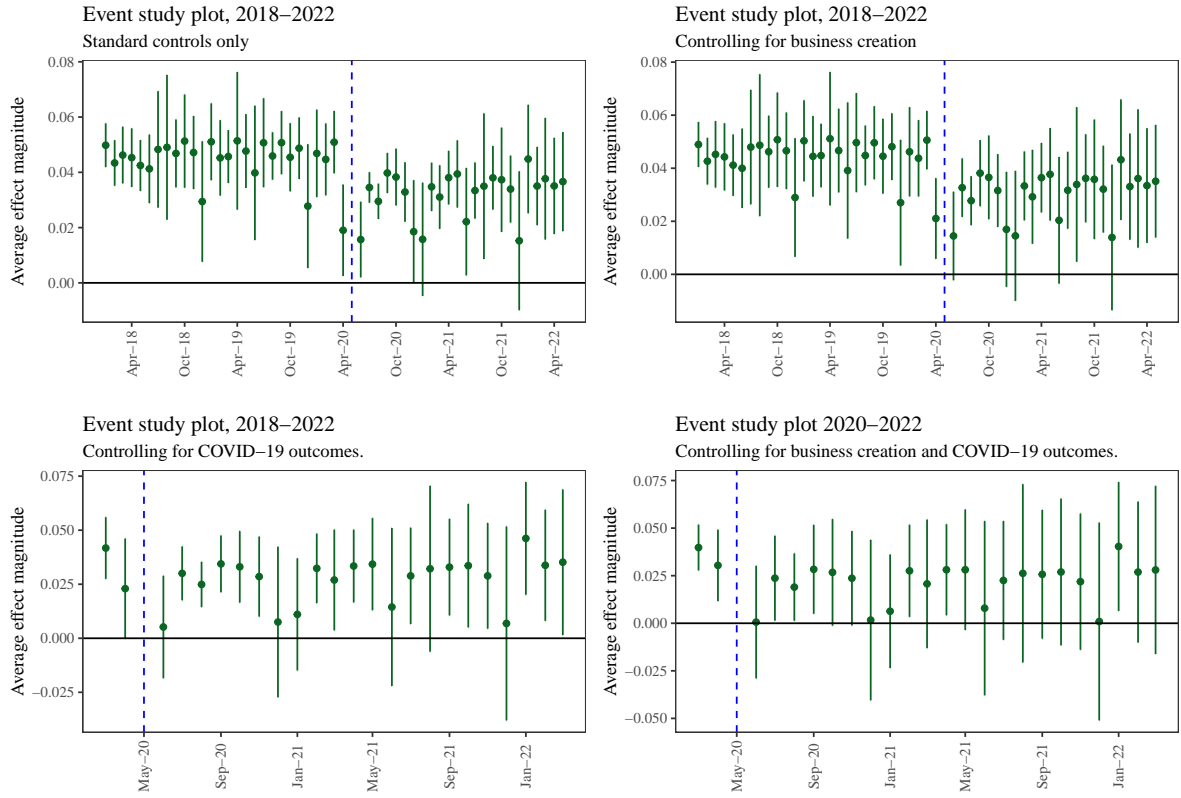 Event study plot, 2018–2022
Standard controls only
Average effect magnitude
0.08
0.06
0.04
0.02
0.00
Apr–18
Oct–18
Apr–19
Oct–19
Apr–20
Oct–20
Apr–21
Oct–21
Apr–22
Event study plot, 2018–2022
Controlling for business creation
Average effect magnitude
0.08
0.06
0.04
0.02
0.00
Apr–18
Oct–18
Apr–19
Oct–19
Apr–20
Oct–20
Apr–21
Oct–21
Apr–22
Event study plot, 2018–2022
Controlling for COVID–19 outcomes.
Average effect magnitude
0.075
0.050
0.025
0.000
−0.025
May–20
Sep–20
Jan–21
May–21
Sep–21
Jan–22
Event study plot 2020–2022
Controlling for business creation and COVID–19 outcomes.
Average effect magnitude
0.075
0.050
0.025
0.000
−0.025
−0.050
May–20
Sep–20
Jan–21
May–21
Sep–21
Jan–22